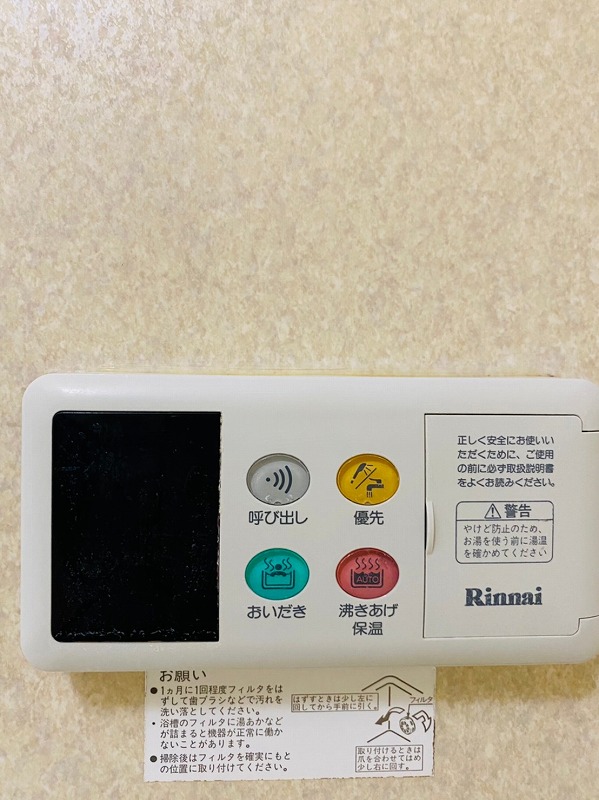 呼び出し
優先
おいだき
AUTO
沸きあげ
保温
正しく安全にお使いい
ただくために、ご使用
の前に必ず取扱説明書
をよくお読みください。
警告
やけど防止のため、
お湯を使う前に湯温
を確かめてください
Rinnai
お願い
●1ヵ月に1回程度フィルタをは
ずして歯ブラシなどで汚れを
洗い落としてください。
・浴槽のフィルタに湯あかなど
が詰まると機器が正常に働か
ないことがあります。
●掃除後はフィルタを確実にもと
の位置に取り付けてください。
はずすときは少し左に
回してから手前に引く。
フィルタ
取り付けるときは
爪を合わせてはめ
少し右に回す。